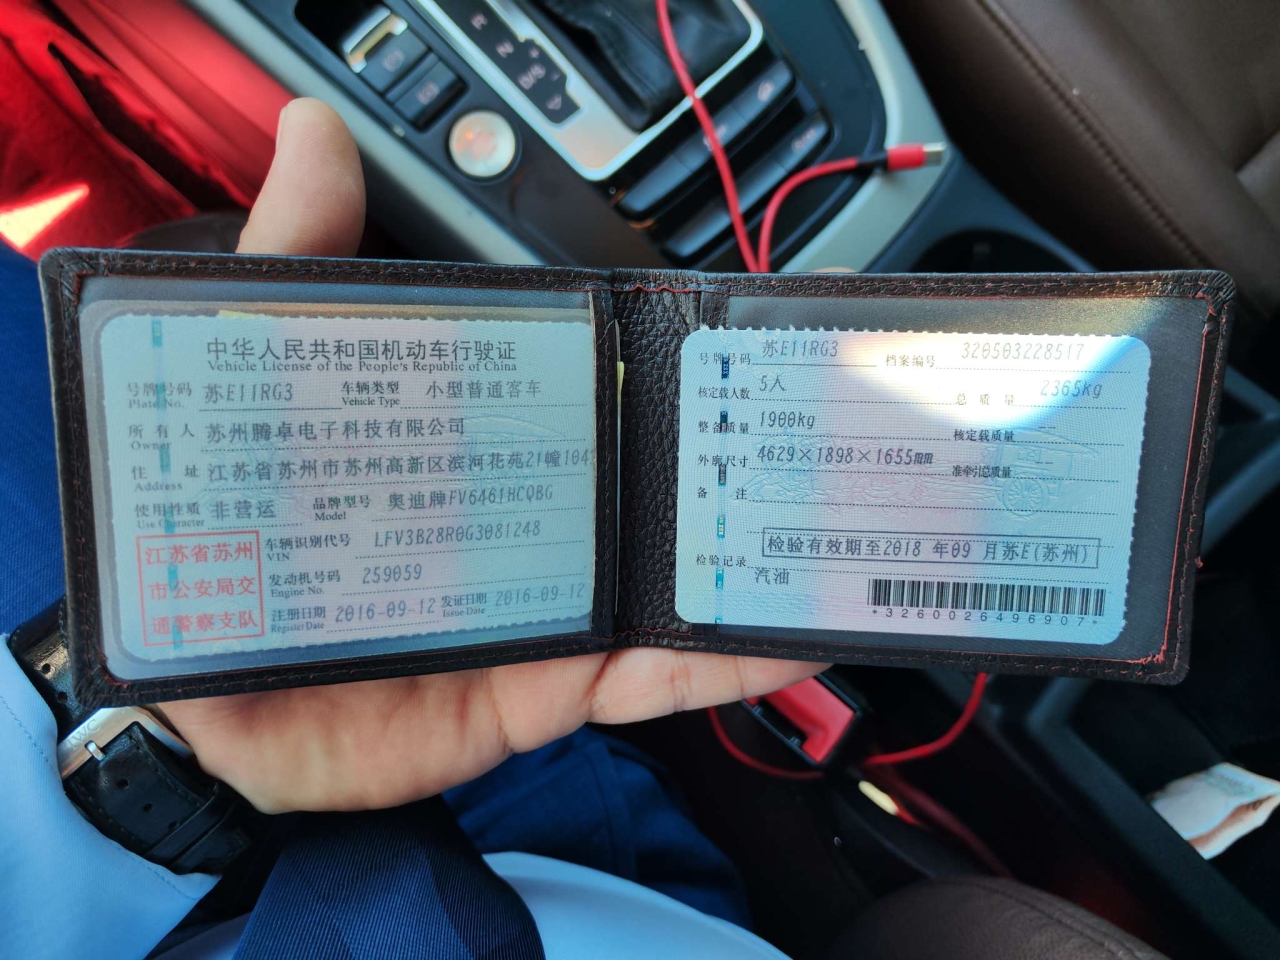 中华人民共和国机动车行驶证
Vehicle License of the People's Republic of China
号牌号码 苏E11RG3 车辆类型 小型普通客车
Plate No. Vehicle Type
所有人 苏州腾卓电子科技有限公司
Owner
住址 江苏省苏州市苏州高新区滨河花苑21幢104
Address
使用性质 非营运 品牌型号 奥迪牌FV6461HCQBG
Use Character Model
江苏省苏州
市公安局交
通警察支队
车辆识别代号 LFV3B28R0G3081248
VIN
发动机号码 259059
Engine No.
注册日期 2016-09-12 发证日期 2016-09-12
Register Date Issue Date
号牌号码 苏E11RG3 档案编号 320503228517
核定载人数 5人 总质量 2365kg
整备质量 1900kg 核定载质量 --
外廓尺寸 4629×1898×1655mm 准牵引总质量 --
备注
检验有效期至2018 年09 月苏E(苏州)
检验记录
汽油
*3260026496907*